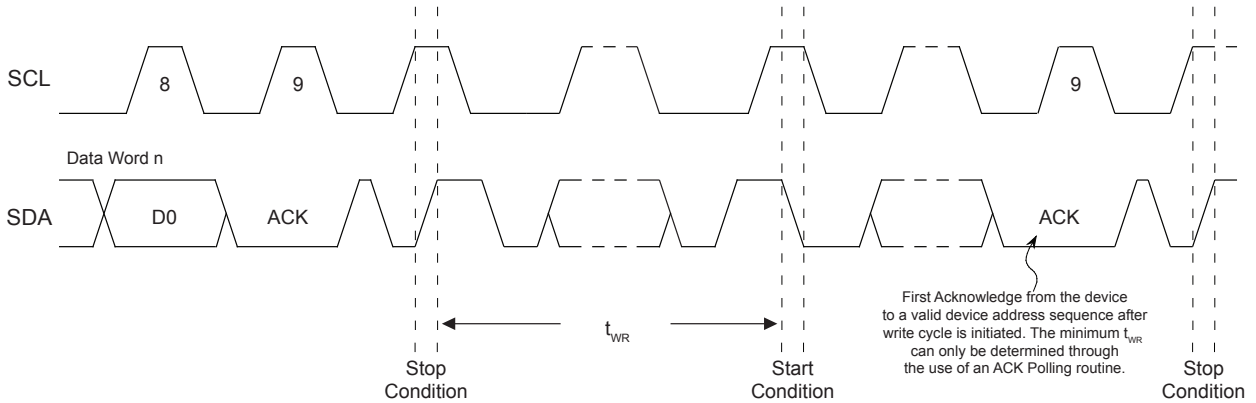 SCL
8
9
9
Data Word n
SDA
D0
ACK
ACK
First Acknowledge from the device
to a valid device address sequence after
write cycle is initiated. The minimum tWR
can only be determined through
the use of an ACK Polling routine.
tWR
Stop
Condition
Start
Condition
Stop
Condition